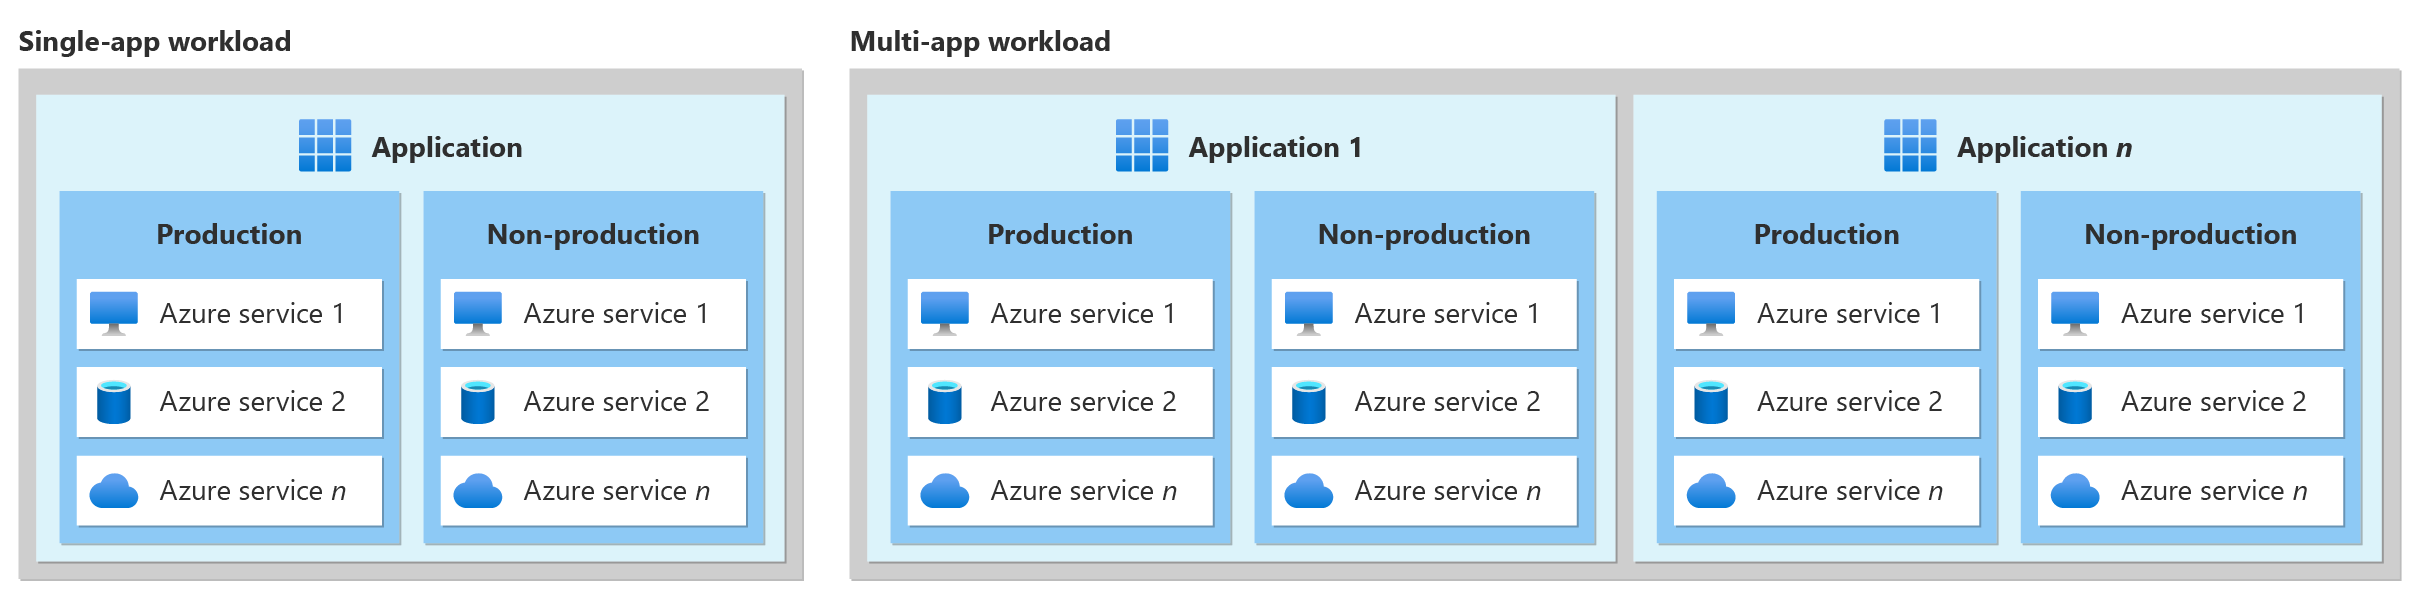 Single-app workload
Application
Production
Azure service 1
Azure service 2
Azure service n
Non-production
Azure service 1
Azure service 2
Azure service n
Multi-app workload
Application 1
Production
Azure service 1
Azure service 2
Azure service n
Non-production
Azure service 1
Azure service 2
Azure service n
Application n
Production
Azure service 1
Azure service 2
Azure service n
Non-production
Azure service 1
Azure service 2
Azure service n